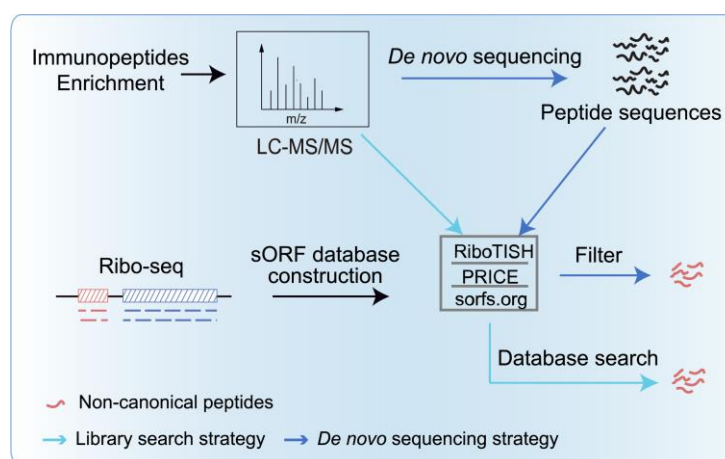 Immunopeptides
Enrichment
m/z
LC-MS/MS
De novo sequencing
Peptide sequences
Ribo-seq
sORF database
construction
RiboTISH
PRICE
sorfs.org
Filter
Database search
Non-canonical peptides
Library search strategy
De novo sequencing strategy